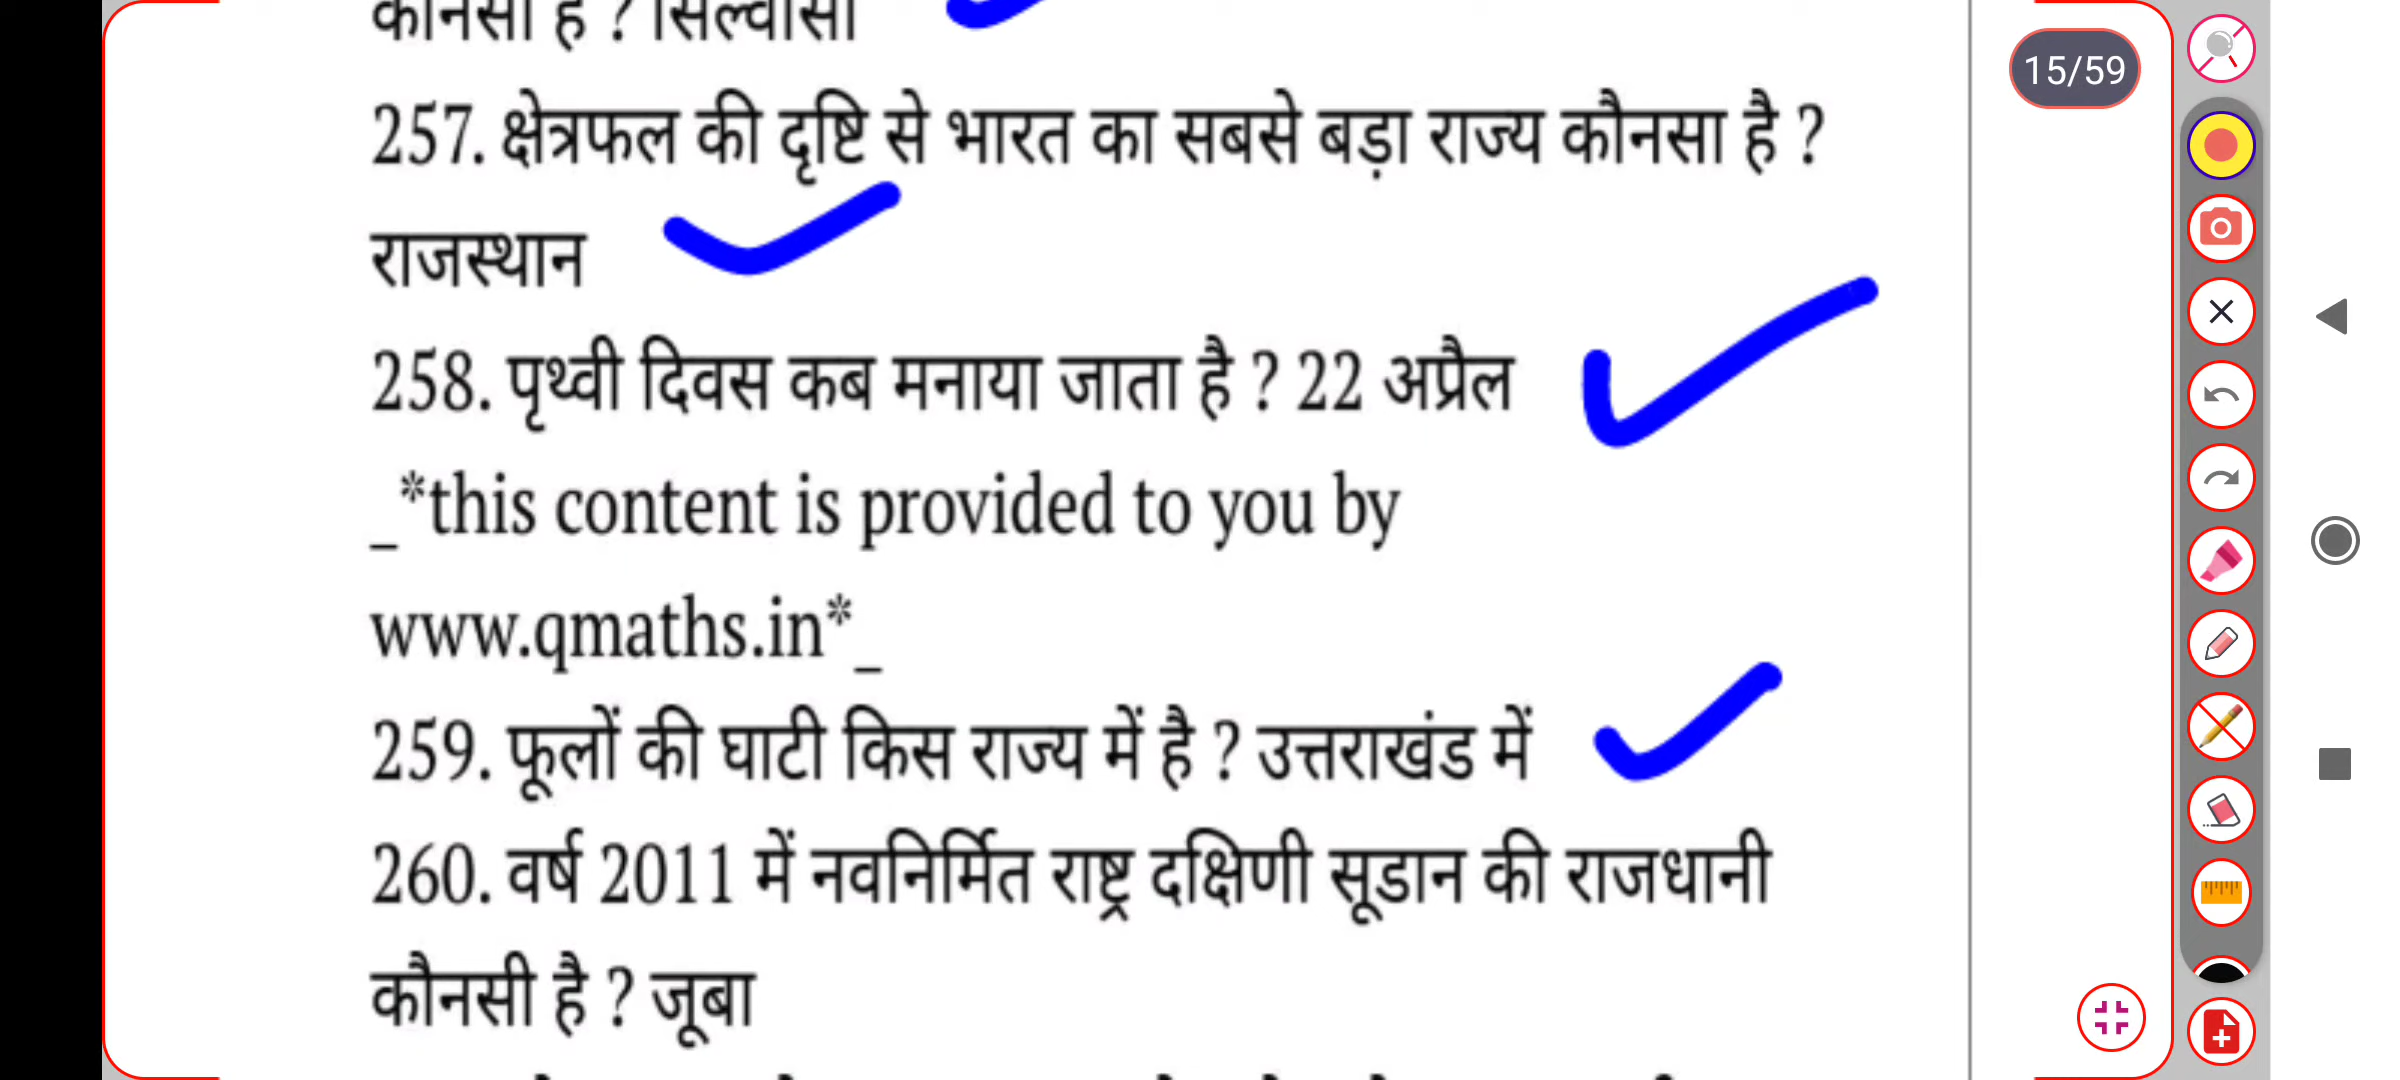 कौनसी है ? सिल्वासा
15/59
257. क्षेत्रफल की दृष्टि से भारत का सबसे बड़ा राज्य कौनसा है ?
राजस्थान
258. पृथ्वी दिवस कब मनाया जाता है ? 22 अप्रैल
_*this content is provided to you by
www.qmaths.in*_
259. फूलों की घाटी किस राज्य में है ? उत्तराखंड में
260. वर्ष 2011 में नवनिर्मित राष्ट्र दक्षिणी सूडान की राजधानी
कौनसी है ? जूबा